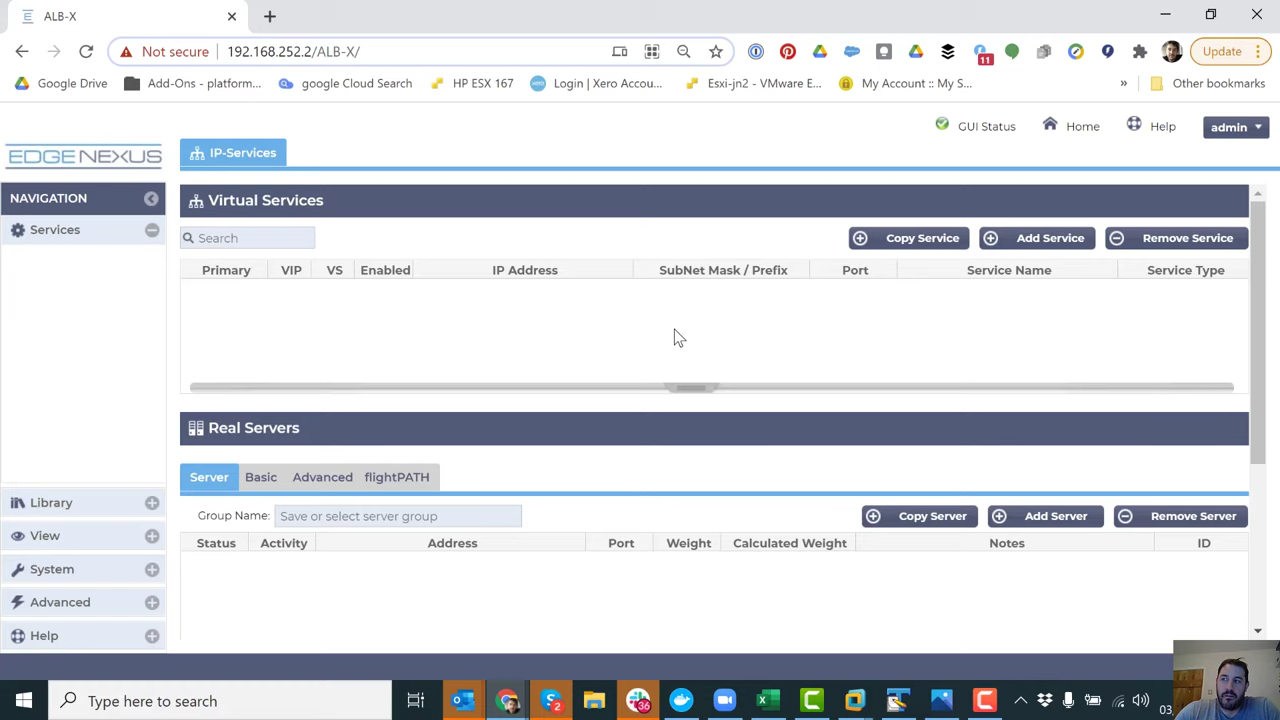 ALB-X
Not secure
192.168.252.2/ALB-X/
11
Update
Google Drive
Add-Ons - platform...
google Cloud Search
HP ESX 167
Login | Xero Accou...
Esxi-jn2 - VMware E...
My Account :: My S...
»
Other bookmarks
GUI Status
Home
Help
admin
EDGENEXUS
IP-Services
NAVIGATION
Virtual Services
Services
Search
Copy Service
Add Service
Remove Service
Primary
VIP
VS
Enabled
IP Address
SubNet Mask / Prefix
Port
Service Name
Service Type
Real Servers
Server
Basic
Advanced
flightPATH
Library
Group Name:
Save or select server group
Copy Server
Add Server
Remove Server
View
Status
Activity
Address
Port
Weight
Calculated Weight
Notes
ID
System
Advanced
Help
Type here to search
2
36
03